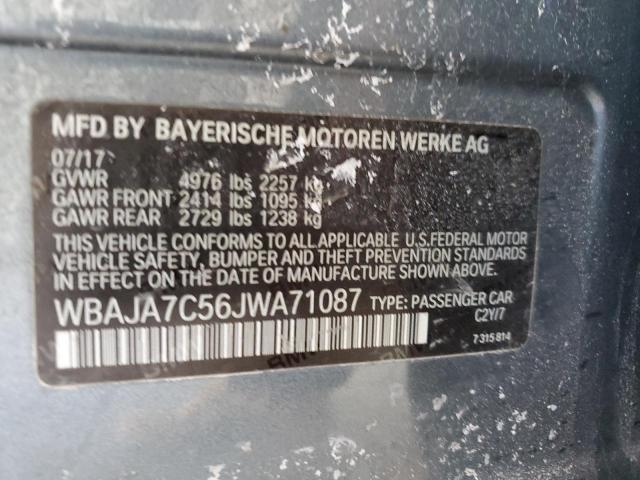 MFD BY BAYERISCHE MOTOREN WERKE AG
07/17
GVWR 4976 lbs 2257 kg
GAWR FRONT 2414 lbs 1095 kg
GAWR REAR 2729 lbs 1238 kg
THIS VEHICLE CONFORMS TO ALL APPLICABLE U.S.FEDERAL MOTOR
VEHICLE SAFETY, BUMPER AND THEFT PREVENTION STANDARDS
IN EFFECT ON THE DATE OF MANUFACTURE SHOWN ABOVE.
WBAJA7C56JWA71087 TYPE: PASSENGER CAR
C2Y/7
7315814